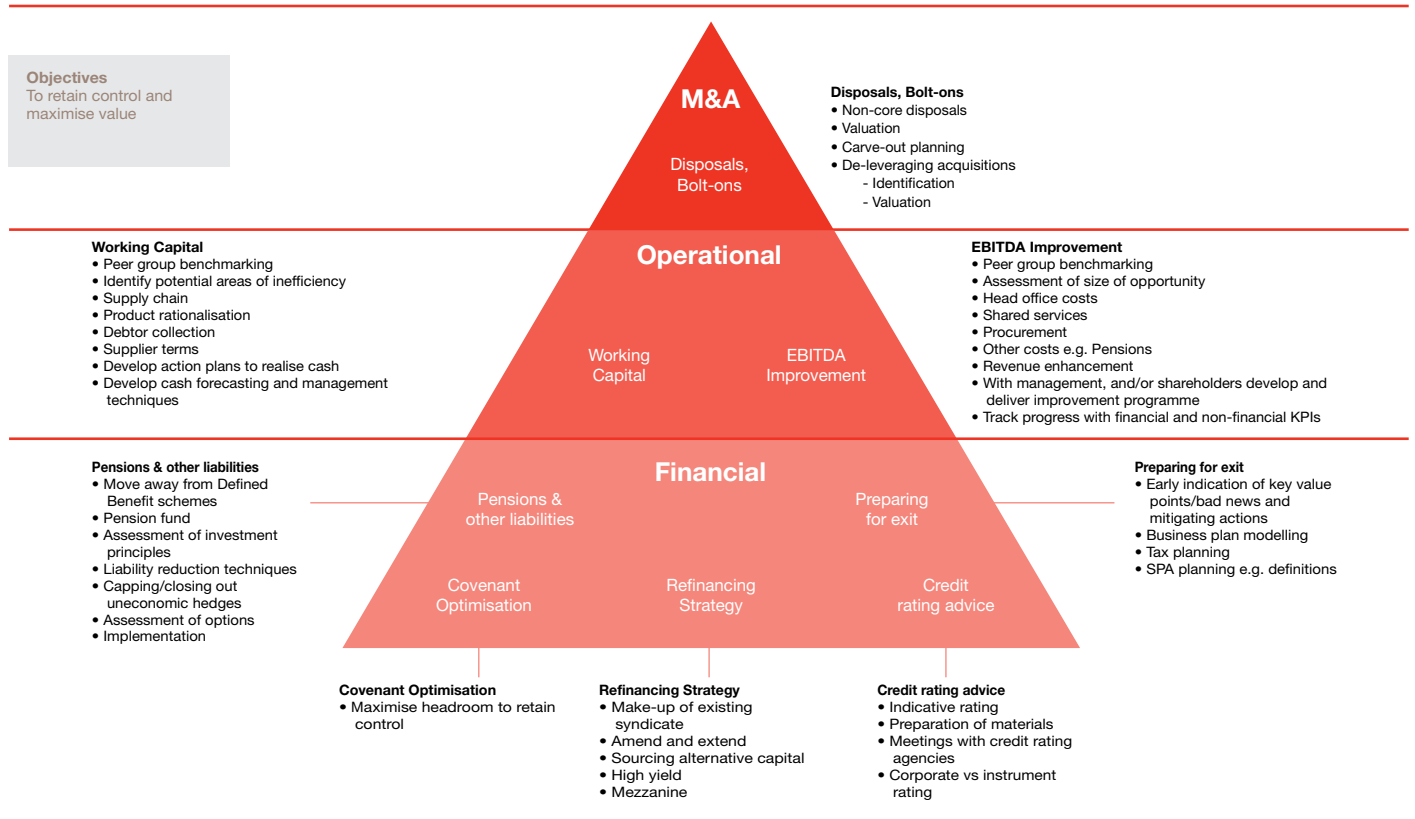 Objectives
To retain control and
maximise value
M&A
Disposals,
Bolt-ons
Disposals, Bolt-ons
• Non-core disposals
• Valuation
• Carve-out planning
• De-leveraging acquisitions
- Identification
- Valuation
Working Capital
• Peer group benchmarking
• Identify potential areas of inefficiency
• Supply chain
• Product rationalisation
• Debtor collection
• Supplier terms
• Develop action plans to realise cash
• Develop cash forecasting and management
techniques
Operational
Working
Capital
EBITDA
Improvement
EBITDA Improvement
• Peer group benchmarking
• Assessment of size of opportunity
• Head office costs
• Shared services
• Procurement
• Other costs e.g. Pensions
• Revenue enhancement
• With management, and/or shareholders develop and
deliver improvement programme
• Track progress with financial and non-financial KPIs
Pensions & other liabilities
• Move away from Defined
Benefit schemes
• Pension fund
• Assessment of investment
principles
• Liability reduction techniques
• Capping/closing out
uneconomic hedges
• Assessment of options
• Implementation
Financial
Pensions &
other liabilities
Preparing
for exit
Covenant
Optimisation
Refinancing
Strategy
Credit
rating advice
Preparing for exit
• Early indication of key value
points/bad news and
mitigating actions
• Business plan modelling
• Tax planning
• SPA planning e.g. definitions
Covenant Optimisation
• Maximise headroom to retain
control
Refinancing Strategy
• Make-up of existing
syndicate
• Amend and extend
• Sourcing alternative capital
• High yield
• Mezzanine
Credit rating advice
• Indicative rating
• Preparation of materials
• Meetings with credit rating
agencies
• Corporate vs instrument
rating